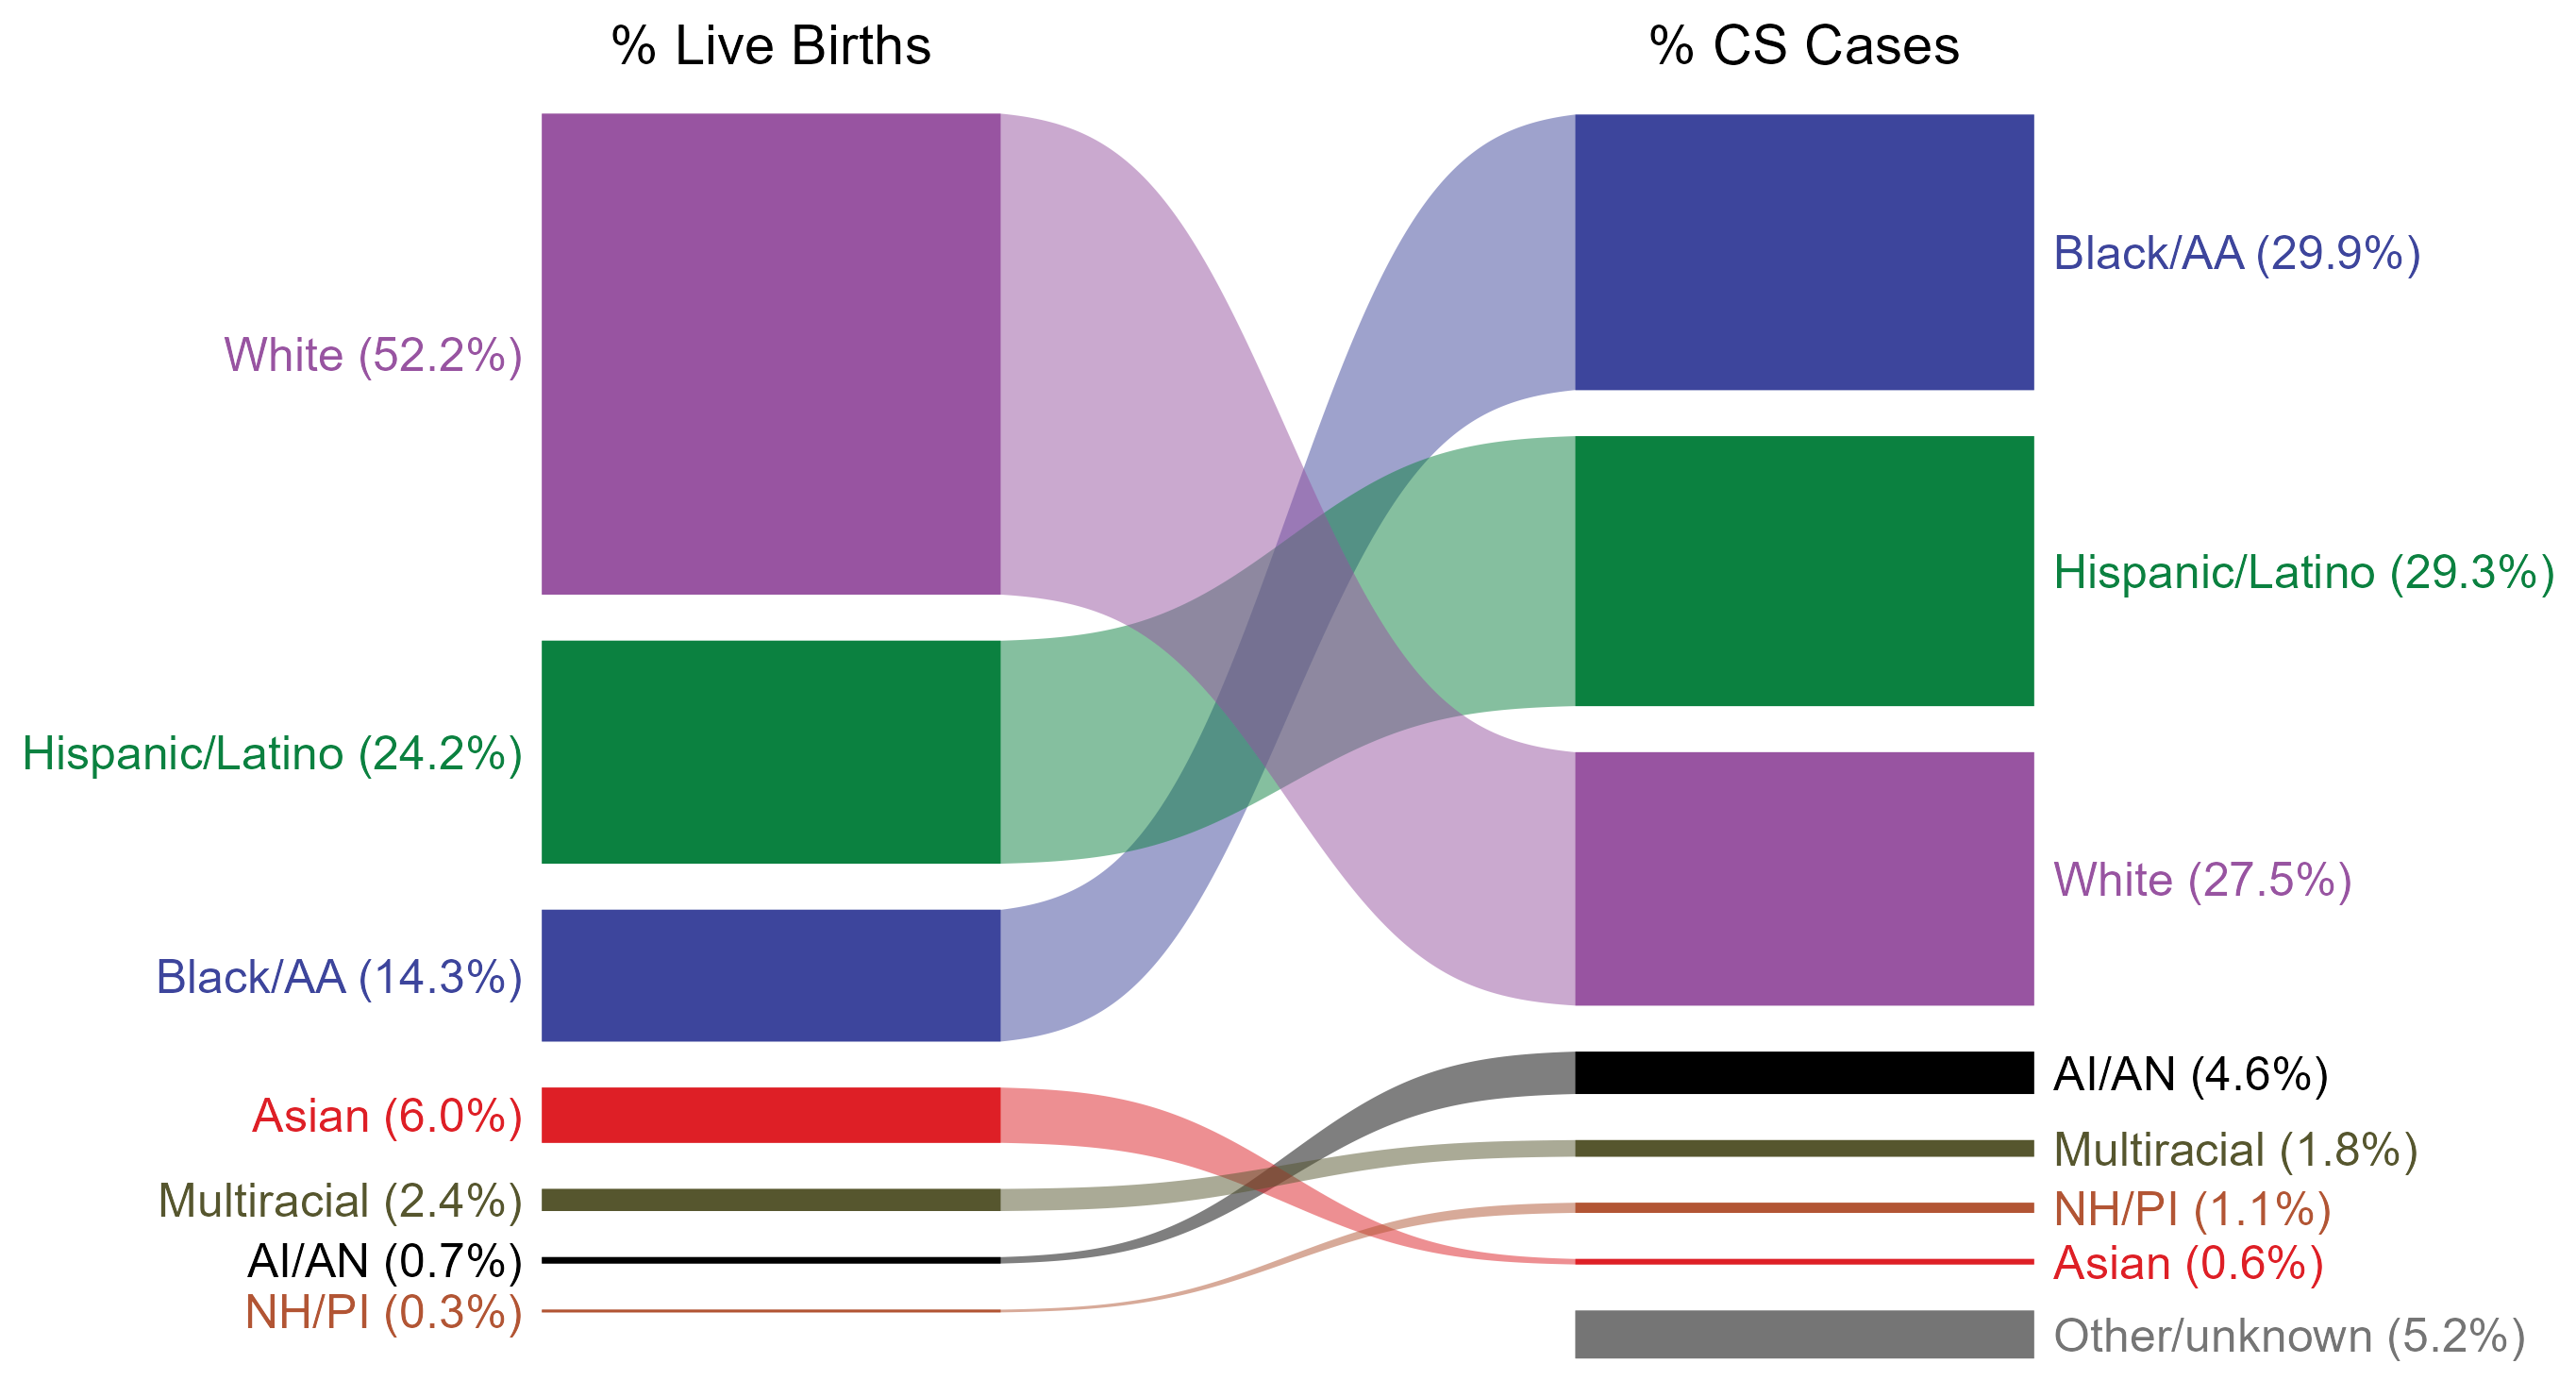 % Live Births
% CS Cases
White (52.2%)
Hispanic/Latino (24.2%)
Black/AA (14.3%)
Asian (6.0%)
Multiracial (2.4%)
AI/AN (0.7%)
NH/PI (0.3%)
Black/AA (29.9%)
Hispanic/Latino (29.3%)
White (27.5%)
AI/AN (4.6%)
Multiracial (1.8%)
NH/PI (1.1%)
Asian (0.6%)
Other/unknown (5.2%)